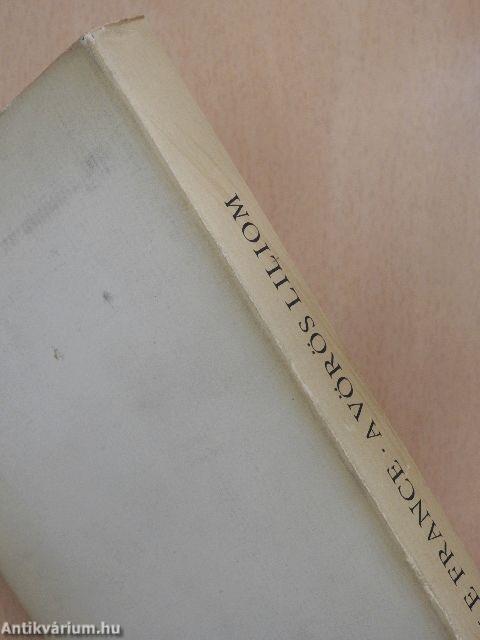 E FRANCE · A VÖRÖS LILIOM
Antikvárium.hu